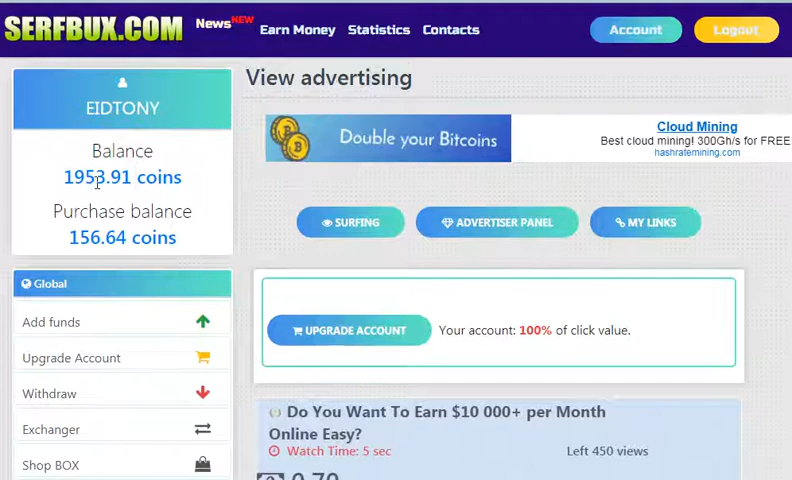 SERFBUX.COM
News NEW
Earn Money
Statistics
Contacts
Account
Logout
EIDTONY
Balance
1953.91 coins
Purchase balance
156.64 coins
Global
Add funds
Upgrade Account
Withdraw
Exchanger
Shop BOX
View advertising
Double your Bitcoins
Cloud Mining
Best cloud mining! 300Gh/s for FREE
hashratemining.com
SURFING
ADVERTISER PANEL
MY LINKS
UPGRADE ACCOUNT
Your account: 100% of click value.
Do You Want To Earn $10 000+ per Month
Online Easy?
Watch Time: 5 sec
Left 450 views